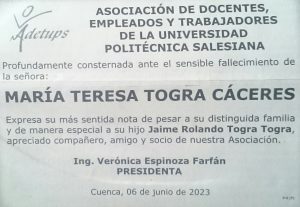 Adetups
ASOCIACIÓN DE DOCENTES,
EMPLEADOS Y TRABAJADORES
DE LA UNIVERSIDAD
POLITÉCNICA SALESIANA
Profundamente consternada ante el sensible fallecimiento de
la señora:
MARÍA TERESA TOGRA CÁCERES
Expresa su más sentida nota de pesar a su distinguida familia
y de manera especial a su hijo Jaime Rolando Togra Togra,
apreciado compañero, amigo y socio de nuestra Asociación.
Ing. Verónica Espinoza Farfán
PRESIDENTA
Cuenca, 06 de junio de 2023